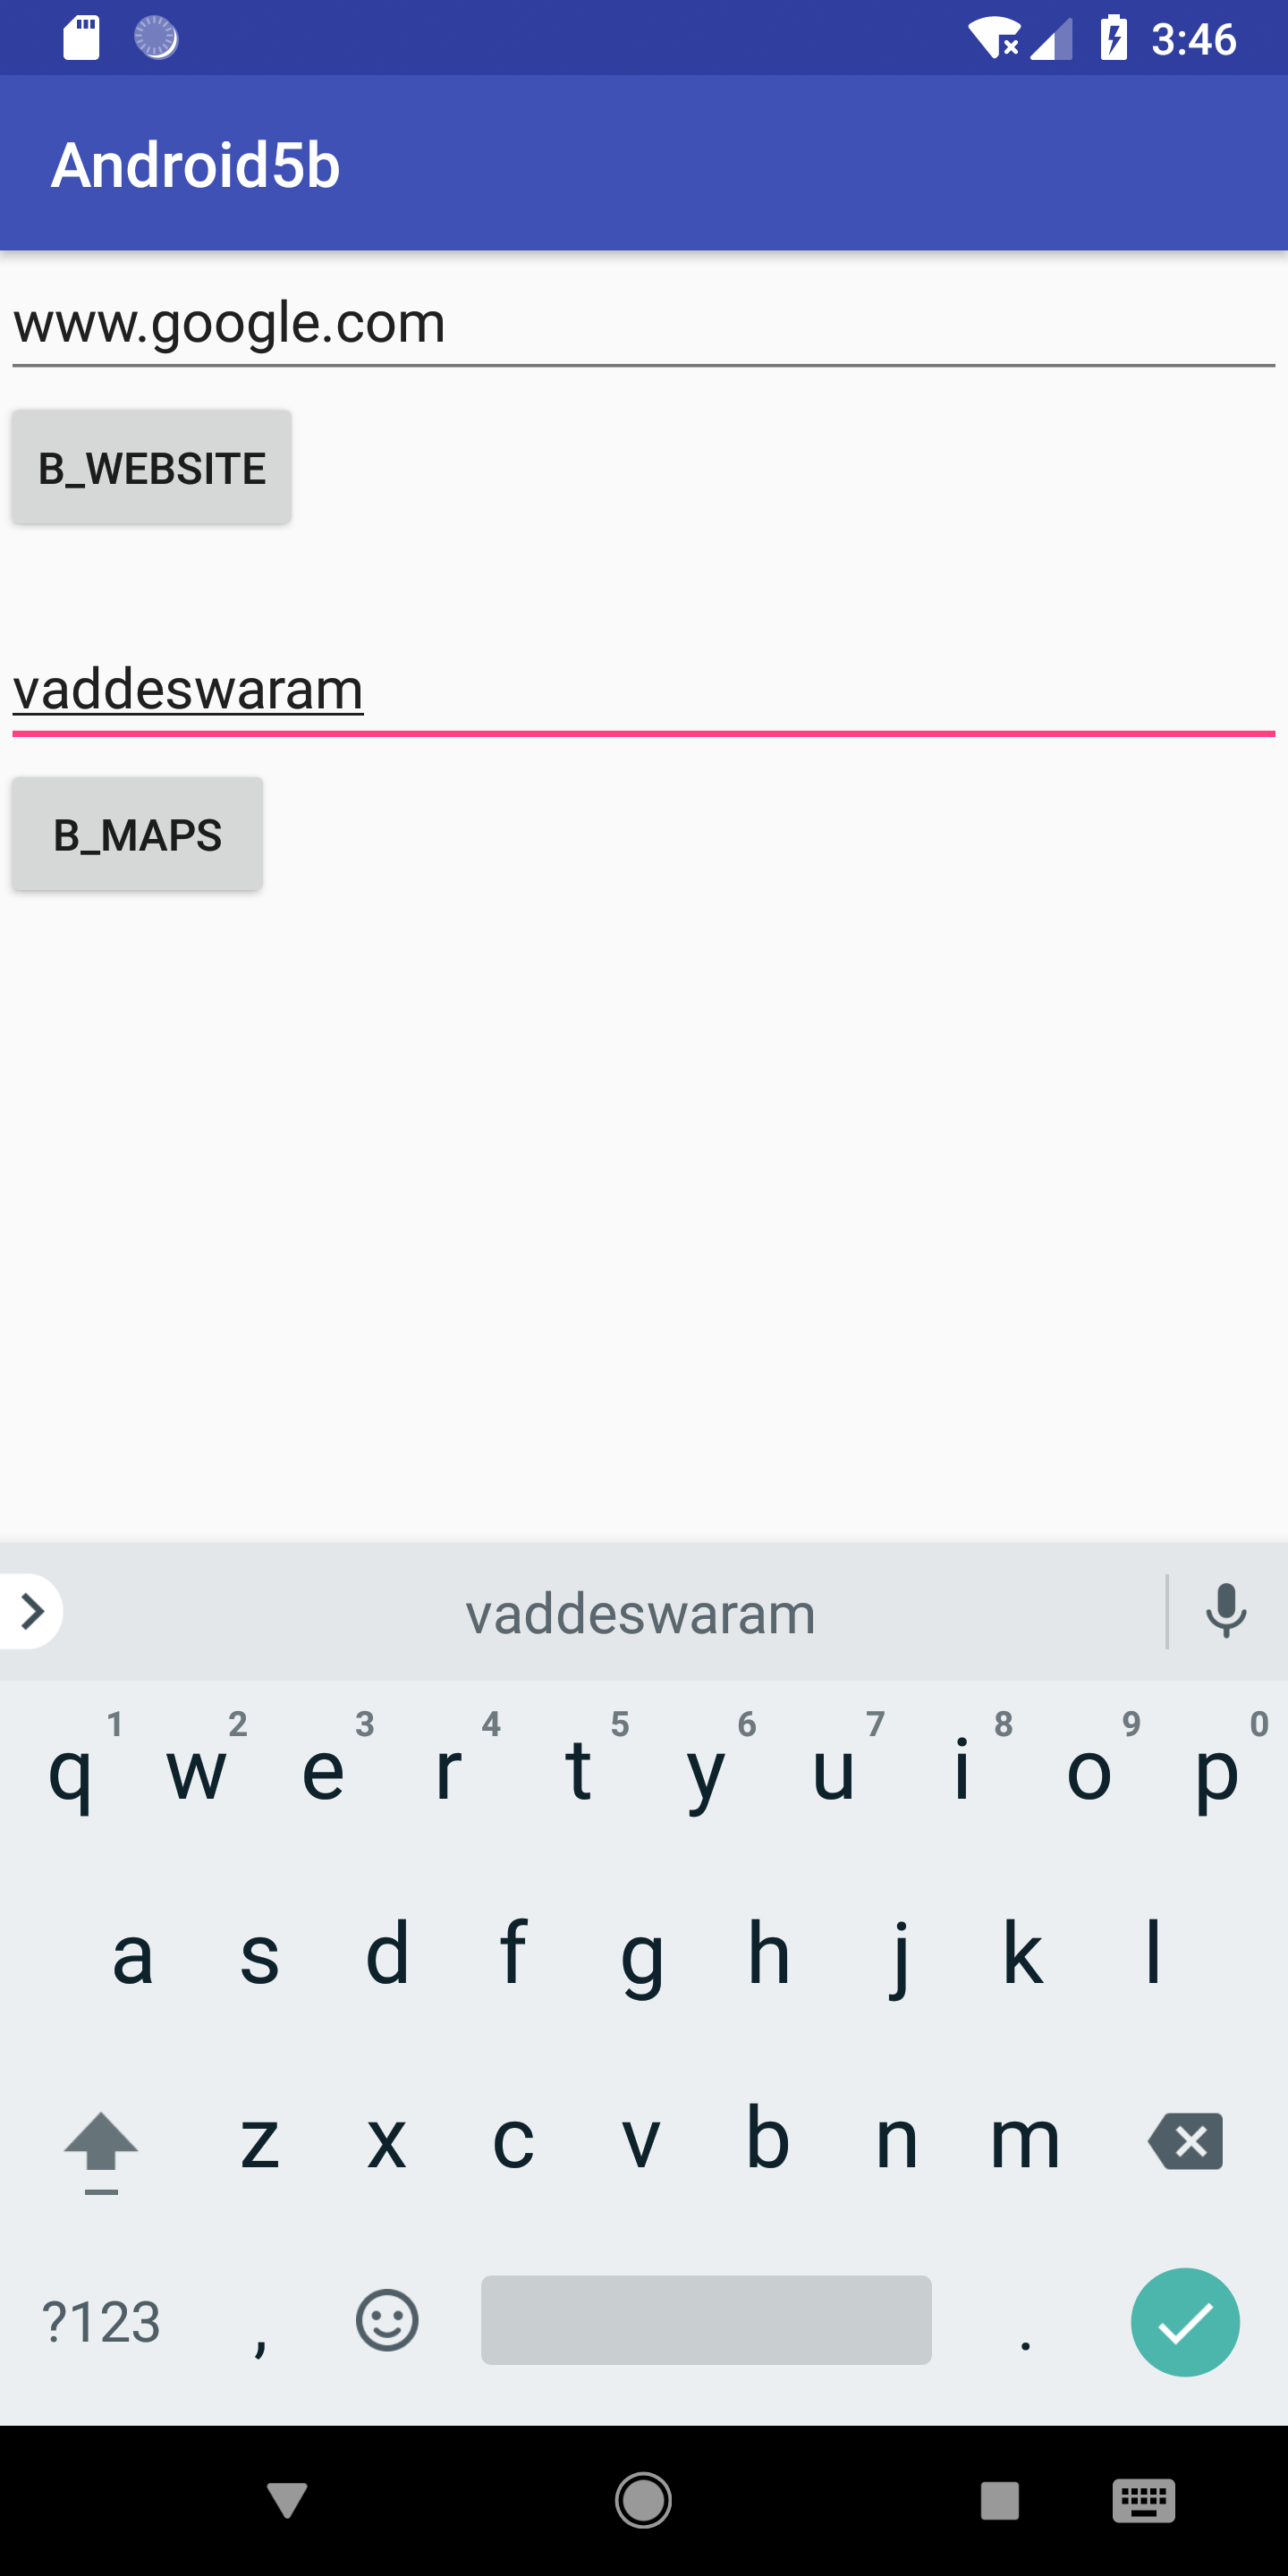 3:46
Android5b
www.google.com
B_WEBSITE
vaddeswaram
B_MAPS
vaddeswaram
1 2 3 4 5 6 7 8 9 0
q w e r t y u i o p
a s d f g h j k l
z x c v b n m
?123 , .